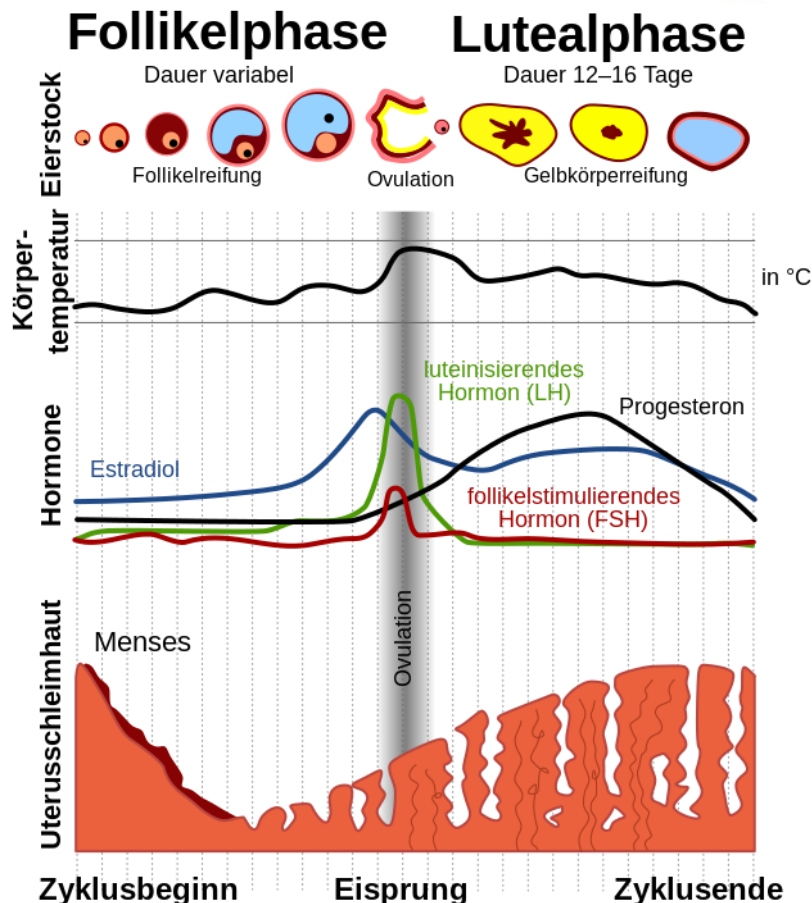 Follikelphase
Lutealphase
Dauer variabel
Dauer 12–16 Tage
Eierstock
Follikelreifung
Ovulation
Gelbkörperreifung
Körper-
temperatur
in °C
Hormone
Estradiol
luteinisierendes
Hormon (LH)
Progesteron
follikelstimulierendes
Hormon (FSH)
Uterusschleimhaut
Menses
Ovulation
Zyklusbeginn
Eisprung
Zyklusende